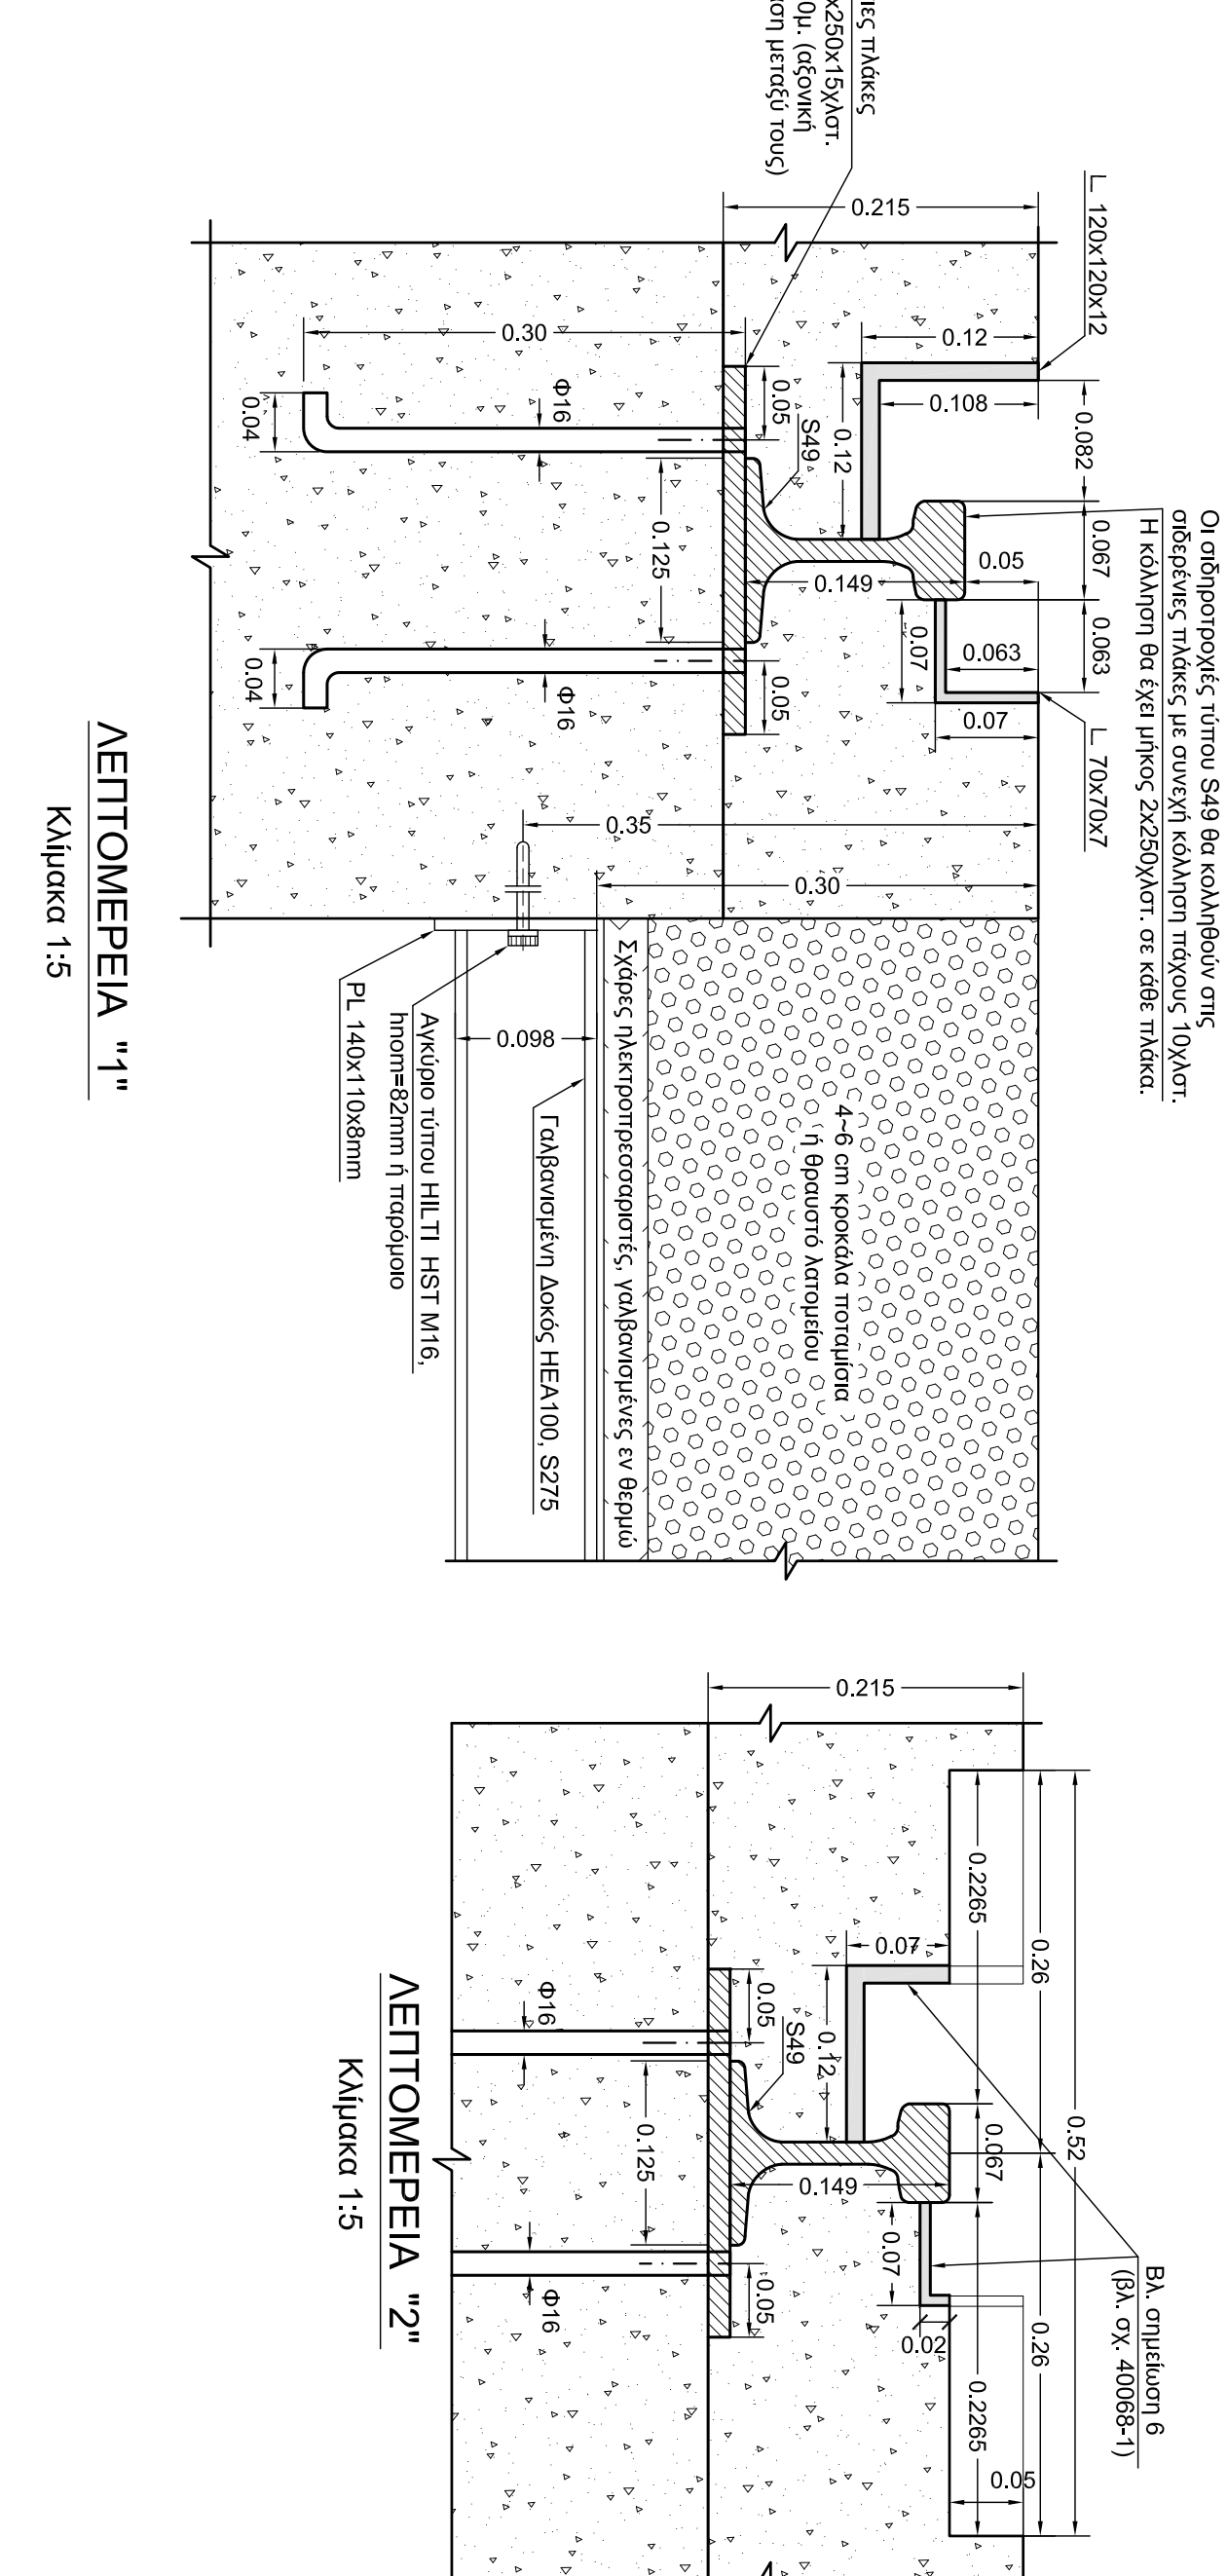 ιες πλάκες
x250x15χλστ.
0μ. (αξονική
ση μεταξύ τους)
L 120x120x12
Οι σιδηροτροχιές τύπου S49 θα κολληθούν στις
σιδερένιες πλάκες με συνεχή κόλληση πάχους 10χλστ.
Η κόλληση θα έχει μήκος 2x250χλστ. σε κάθε πλάκα.
L 70x70x7
0.215
0.12
0.108
0.082
0.067
0.063
0.05
0.063
0.07
0.07
0.30
0.05
S49
0.12
0.149
0.125
0.05
Φ16
Φ16
0.04
0.04
0.35
0.30
4~6 cm κροκάλα ποταμίσια
ή θραυστό λατομείου
Σχάρες ηλεκτροπρεσσαριστές, γαλβανισμένες εν θερμώ
Γαλβανισμένη Δοκός HEA100, S275
0.098
Αγκύριο τύπου HILTI HST M16,
hnom=82mm ή παρόμοιο
PL 140x110x8mm
ΛΕΠΤΟΜΕΡΕΙΑ "1"
Κλίμακα 1:5
Βλ. σημείωση 6
(βλ. σχ. 40068-1)
0.52
0.26
0.26
0.2265
0.067
0.2265
0.05
0.215
0.07
0.12
0.149
0.07
0.02
0.05
S49
0.125
0.05
Φ16
Φ16
ΛΕΠΤΟΜΕΡΕΙΑ "2"
Κλίμακα 1:5